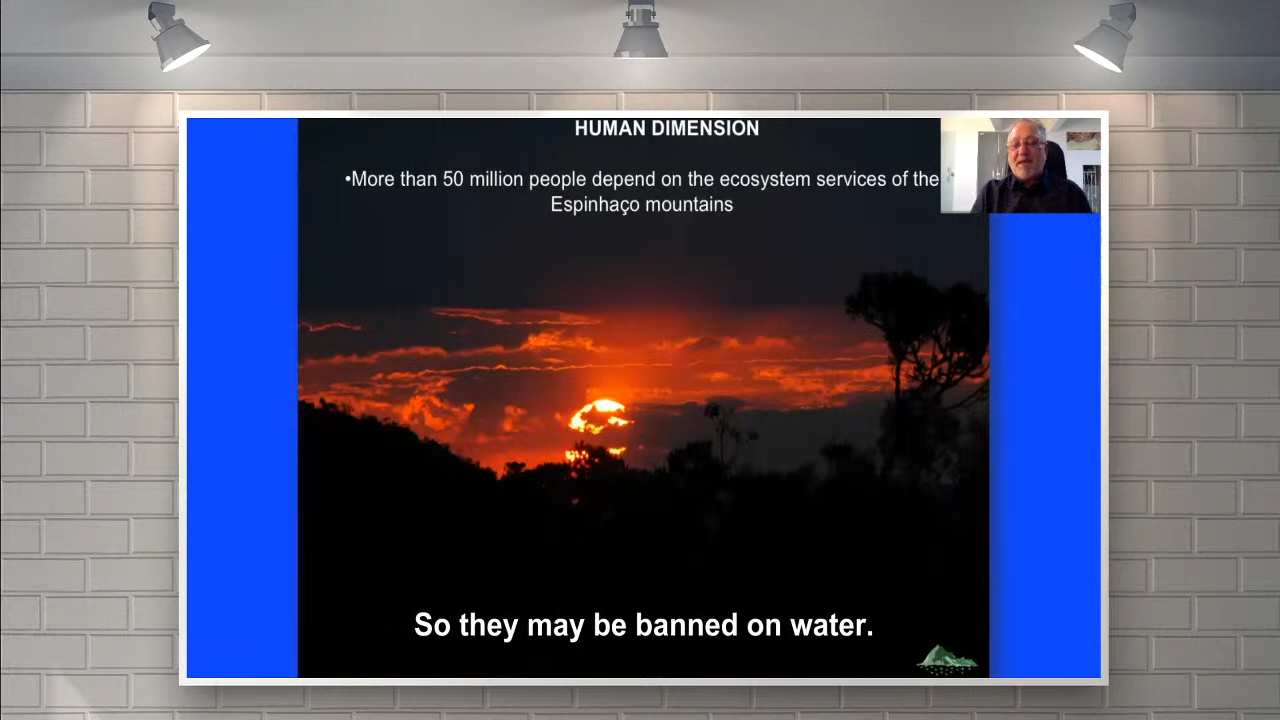 HUMAN DIMENSION
•More than 50 million people depend on the ecosystem services of the
Espinhaço mountains
So they may be banned on water.